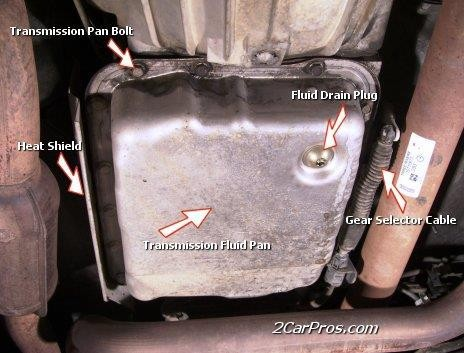 Transmission Pan Bolt
Fluid Drain Plug
Heat Shield
Gear Selector Cable
Transmission Fluid Pan
2CarPros.com